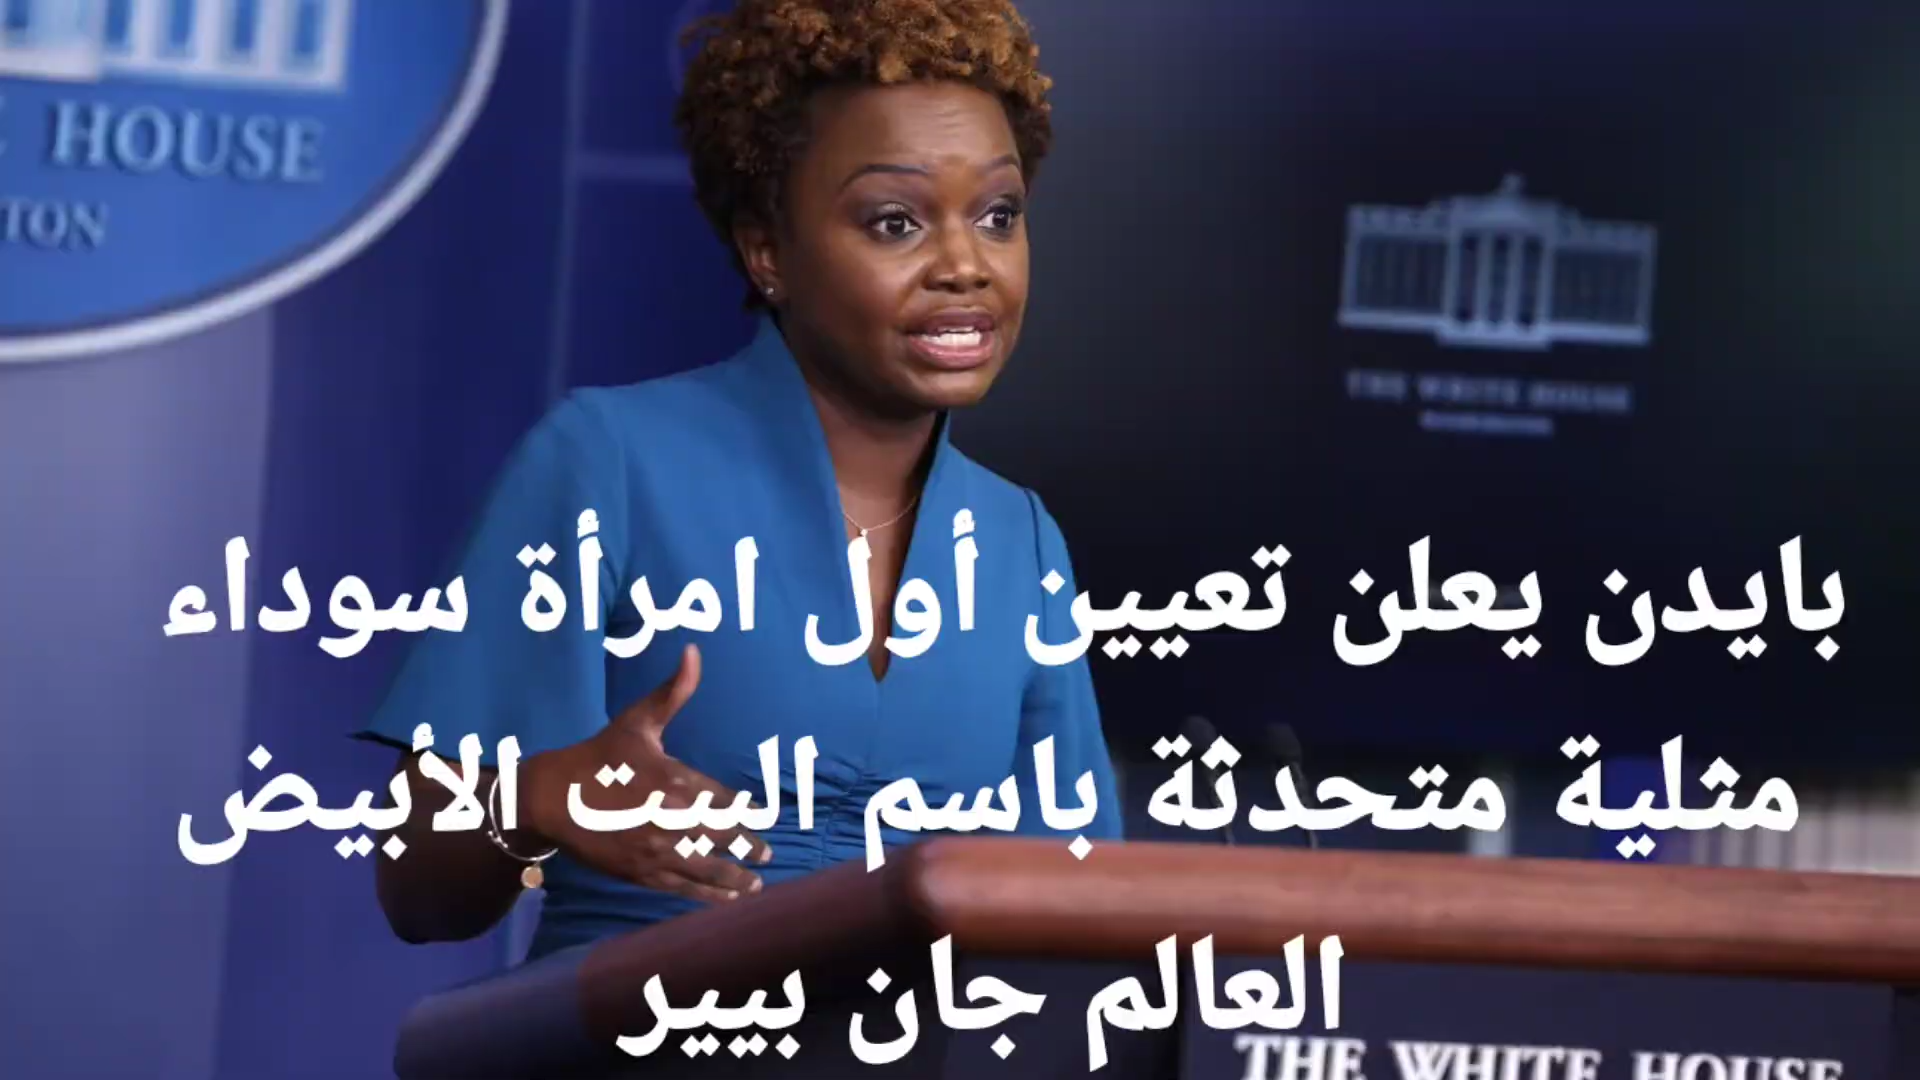 HOUSE
TON
THE WHITE HOUSE
WASHINGTON
بايدن يعلن تعيين أول امرأة سوداء
مثلية متحدثة باسم البيت الأبيض
العالم جان بيير
THE WHITE HOUSE